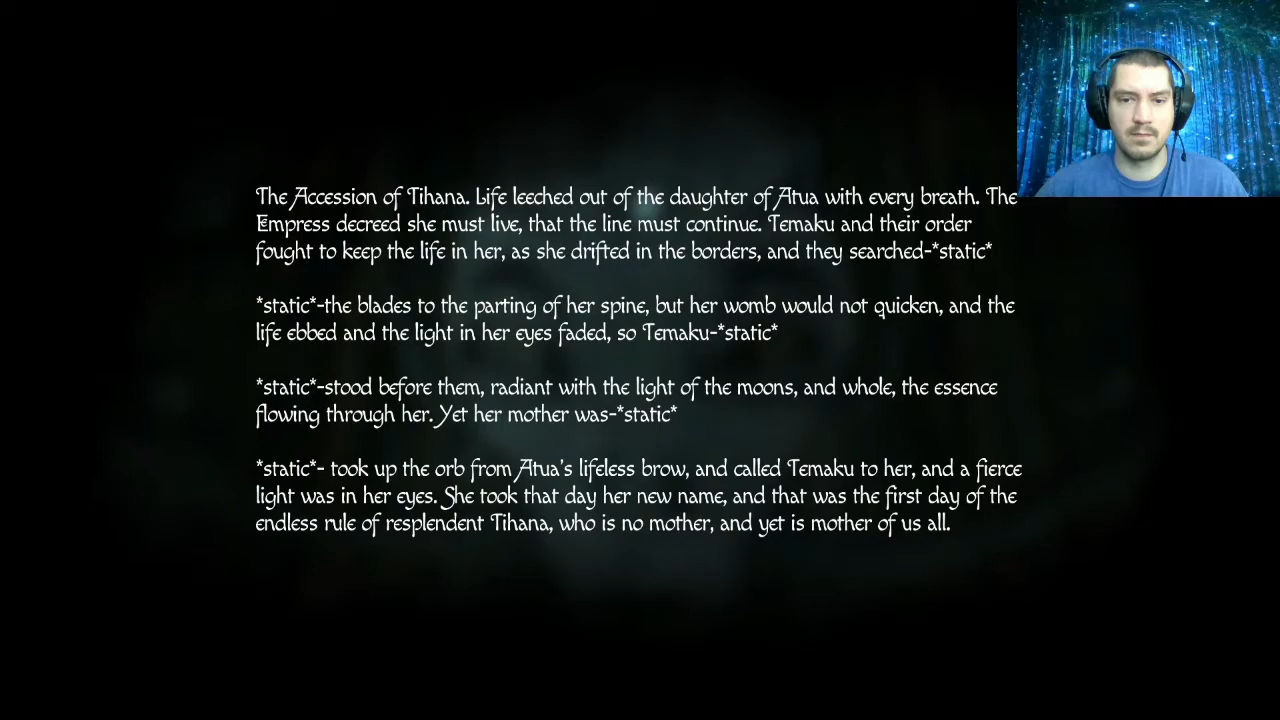 The Accession of Tihana. Life leeched out of the daughter of Atua with every breath. The
Empress decreed she must live, that the line must continue. Temaku and their order
fought to keep the life in her, as she drifted in the borders, and they searched-*static*
*static*-the blades to the parting of her spine, but her womb would not quicken, and the
life ebbed and the light in her eyes faded, so Temaku-*static*
*static*-stood before them, radiant with the light of the moons, and whole, the essence
flowing through her. Yet her mother was-*static*
*static*- took up the orb from Atua's lifeless brow, and called Temaku to her, and a fierce
light was in her eyes. She took that day her new name, and that was the first day of the
endless rule of resplendent Tihana, who is no mother, and yet is mother of us all.